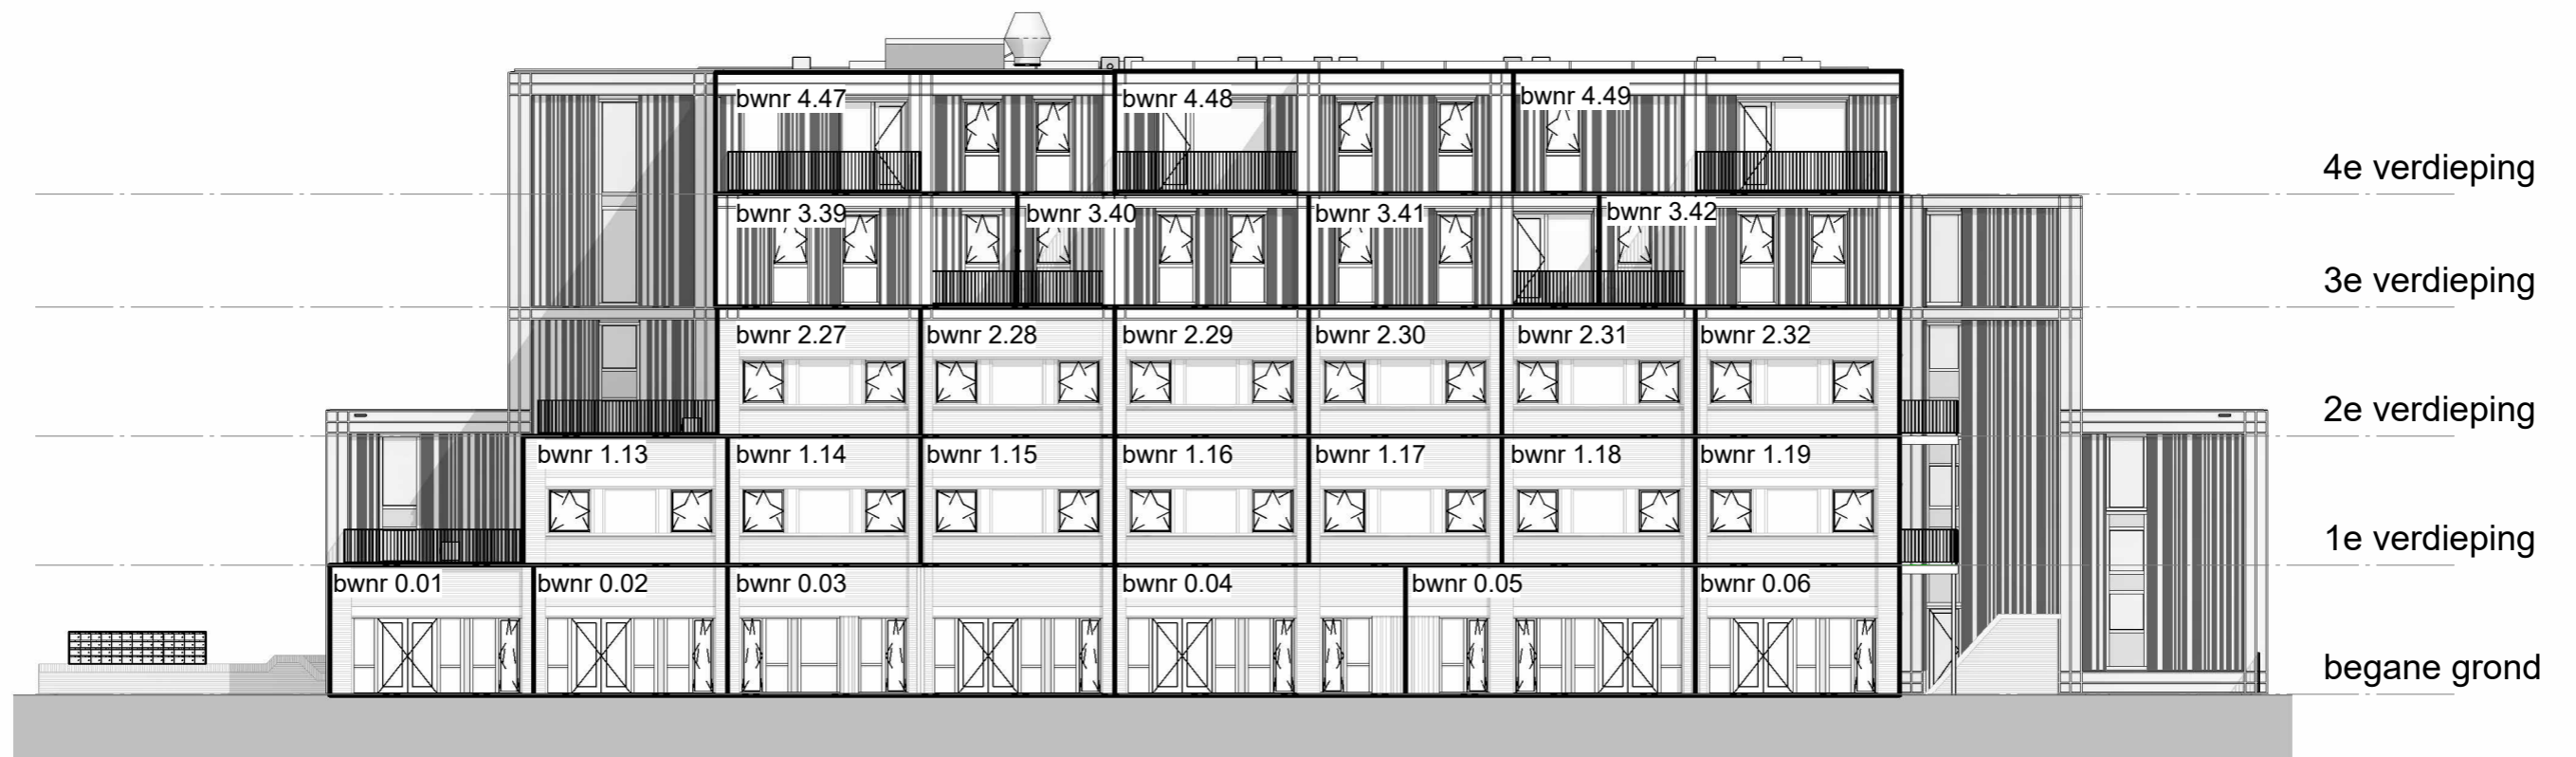 bwnr 4.47 bwnr 4.48 bwnr 4.49
4e verdieping
bwnr 3.39 bwnr 3.40 bwnr 3.41 bwnr 3.42
3e verdieping
bwnr 2.27 bwnr 2.28 bwnr 2.29 bwnr 2.30 bwnr 2.31 bwnr 2.32
2e verdieping
bwnr 1.13 bwnr 1.14 bwnr 1.15 bwnr 1.16 bwnr 1.17 bwnr 1.18 bwnr 1.19
1e verdieping
bwnr 0.01 bwnr 0.02 bwnr 0.03 bwnr 0.04 bwnr 0.05 bwnr 0.06
begane grond